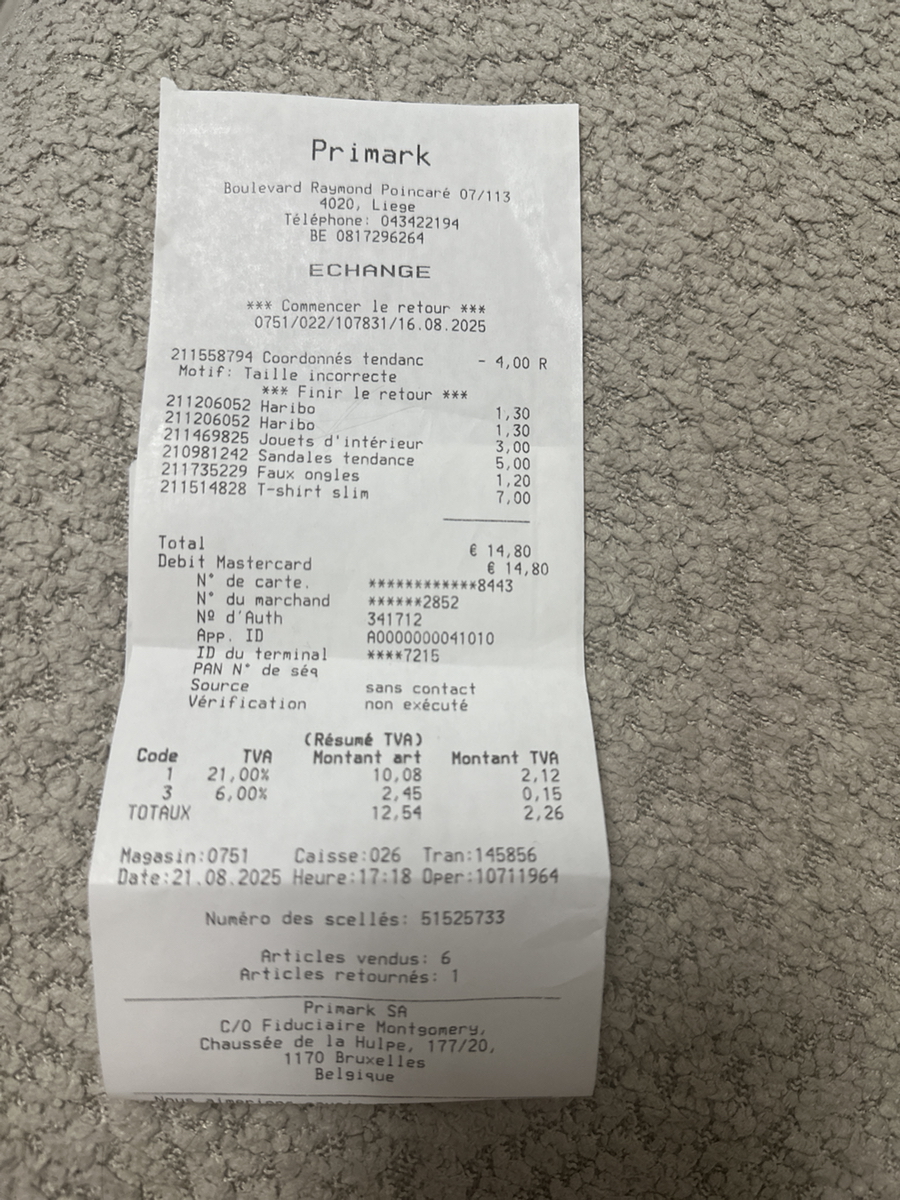 Primark
Boulevard Raymond Poincaré 07/113
4020, Liege
Téléphone: 043422194
BE 0817296264
ECHANGE
*** Commencer le retour ***
0751/022/107831/16.08.2025
211558794 Coordonnés tendanc - 4,00 R
Motif: Taille incorrecte
*** Finir le retour ***
211206052 Haribo 1,30
211206052 Haribo 1,30
211469825 Jouets d'intérieur 3,00
210981242 Sandales tendance 5,00
211735229 Faux ongles 1,20
211514828 T-shirt slim 7,00
Total € 14,80
Debit Mastercard € 14,80
N° de carte. ************8443
N° du marchand ******2852
Nº d'Auth 341712
App. ID A0000000041010
ID du terminal ****7215
PAN N° de séq
Source sans contact
Vérification non exécuté
(Résumé TVA)
Code TVA Montant art Montant TVA
1 21,00% 10,08 2,12
3 6,00% 2,45 0,15
TOTAUX 12,54 2,26
Magasin:0751 Caisse:026 Tran:145856
Date:21.08.2025 Heure:17:18 Oper:10711964
Numéro des scellés: 51525733
Articles vendus: 6
Articles retournés: 1
Primark SA
C/O Fiduciaire Montgomery,
Chaussée de la Hulpe, 177/20,
1170 Bruxelles
Belgique
Nous aimerions